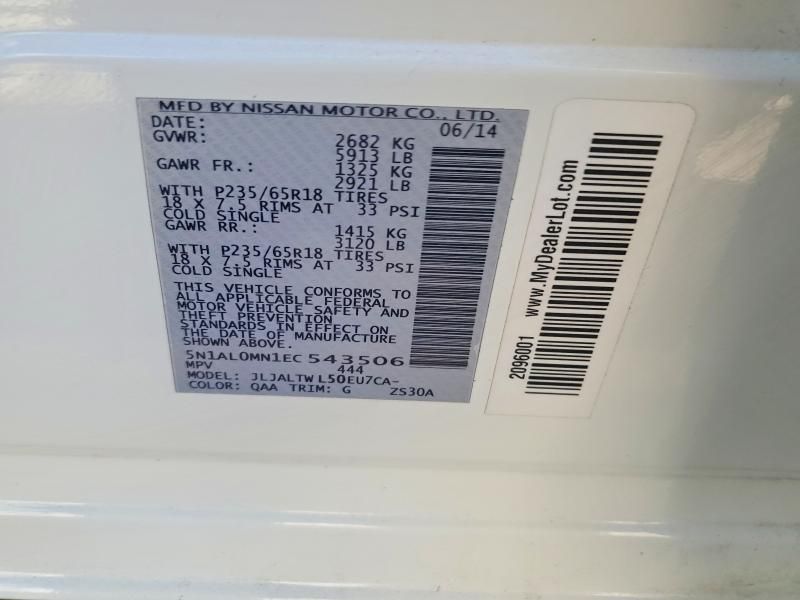 MFD BY NISSAN MOTOR CO., LTD.
DATE: 06/14
GVWR: 2682 KG
5913 LB
GAWR FR.: 1325 KG
2921 LB
WITH P235/65R18 TIRES
18 X 7.5 RIMS AT 33 PSI
COLD SINGLE
GAWR RR.: 1415 KG
3120 LB
WITH P235/65R18 TIRES
18 X 7.5 RIMS AT 33 PSI
COLD SINGLE
THIS VEHICLE CONFORMS TO
ALL APPLICABLE FEDERAL
MOTOR VEHICLE SAFETY AND
THEFT PREVENTION
STANDARDS IN EFFECT ON
THE DATE OF MANUFACTURE
SHOWN ABOVE.
5N1AL0MN1EC 543506
MPV 444
MODEL: JLJALTW L50EU7CA-
COLOR: QAA TRIM: G ZS30A
2096001 www.MyDealerLot.com